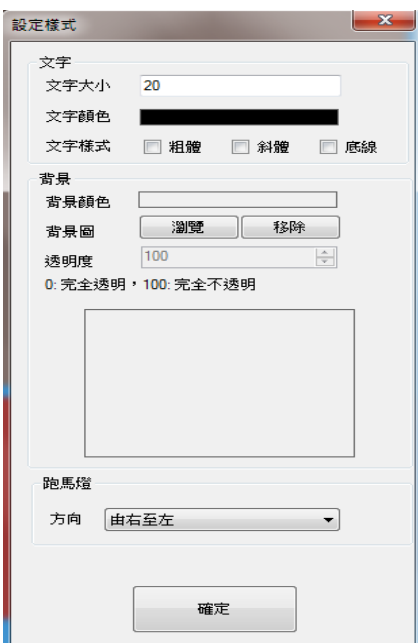 設定樣式
文字
文字大小 20
文字顏色
文字樣式 粗體 斜體 底線
背景
背景顏色
背景圖 瀏覽 移除
透明度 100
0: 完全透明，100: 完全不透明
跑馬燈
方向 由右至左
確定